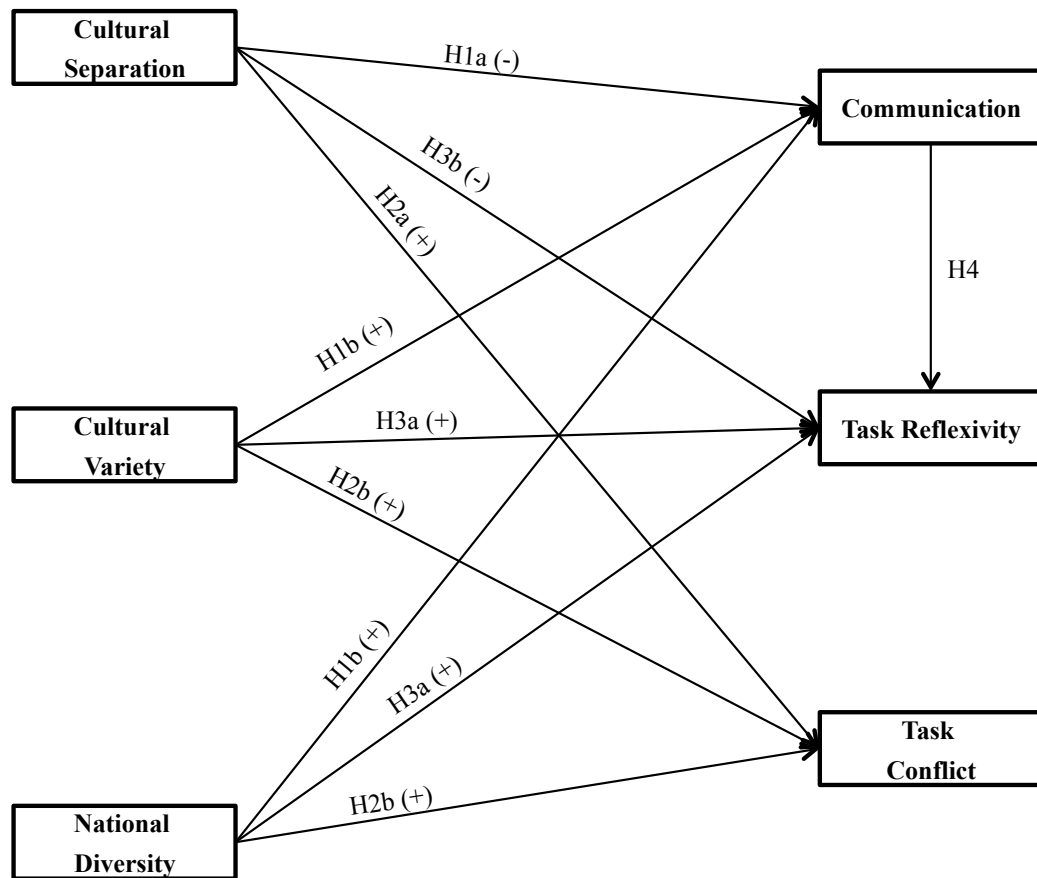 Cultural
Separation
H1a (-)
Communication
H3b (-)
H2a (+)
H4
H1b (+)
Cultural
Variety
H3a (+)
Task Reflexivity
H2b (+)
H1b (+)
H3a (+)
Task
Conflict
H2b (+)
National
Diversity